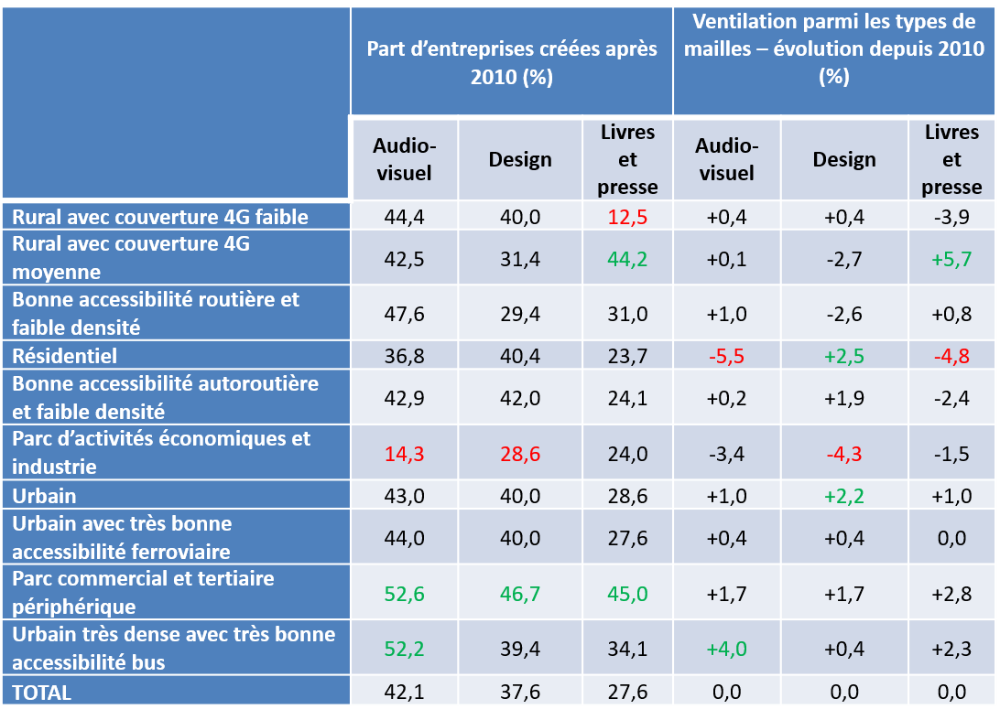 Part d’entreprises créées après
2010 (%)
Ventilation parmi les types de
mailles – évolution depuis 2010
(%)
Audio-
visuel
Design
Livres
et
presse
Audio-
visuel
Design
Livres
et
presse
Rural avec couverture 4G faible 44,4 40,0 12,5 +0,4 +0,4 -3,9
Rural avec couverture 4G
moyenne 42,5 31,4 44,2 +0,1 -2,7 +5,7
Bonne accessibilité routière et
faible densité 47,6 29,4 31,0 +1,0 -2,6 +0,8
Résidentiel 36,8 40,4 23,7 -5,5 +2,5 -4,8
Bonne accessibilité autoroutière
et faible densité 42,9 42,0 24,1 +0,2 +1,9 -2,4
Parc d’activités économiques et
industrie 14,3 28,6 24,0 -3,4 -4,3 -1,5
Urbain 43,0 40,0 28,6 +1,0 +2,2 +1,0
Urbain avec très bonne
accessibilité ferroviaire 44,0 40,0 27,6 +0,4 +0,4 0,0
Parc commercial et tertiaire
périphérique 52,6 46,7 45,0 +1,7 +1,7 +2,8
Urbain très dense avec très bonne
accessibilité bus 52,2 39,4 34,1 +4,0 +0,4 +2,3
TOTAL 42,1 37,6 27,6 0,0 0,0 0,0